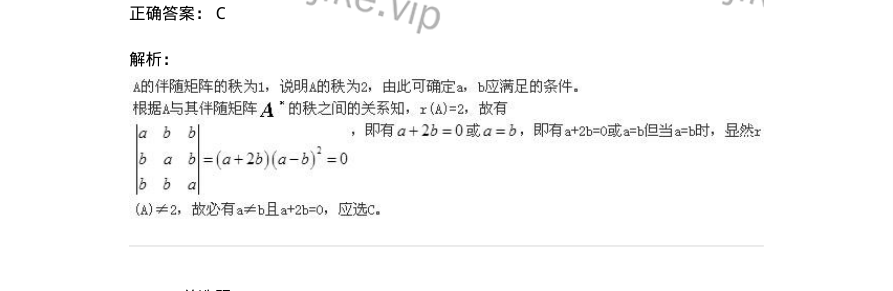 jike.vip
正确答案: C
解析:
A的伴随矩阵的秩为1，说明A的秩为2，由此可确定a，b应满足的条件。
根据A与其伴随矩阵 A* 的秩之间的关系知，r(A)=2，故有
|a b b|
|b a b| =(a+2b)(a−b)²=0
|b b a|
，即有 a+2b=0 或 a=b，即有a+2b=0或a=b但当a=b时，显然r
(A)≠2，故必有a≠b且a+2b=0，应选C。